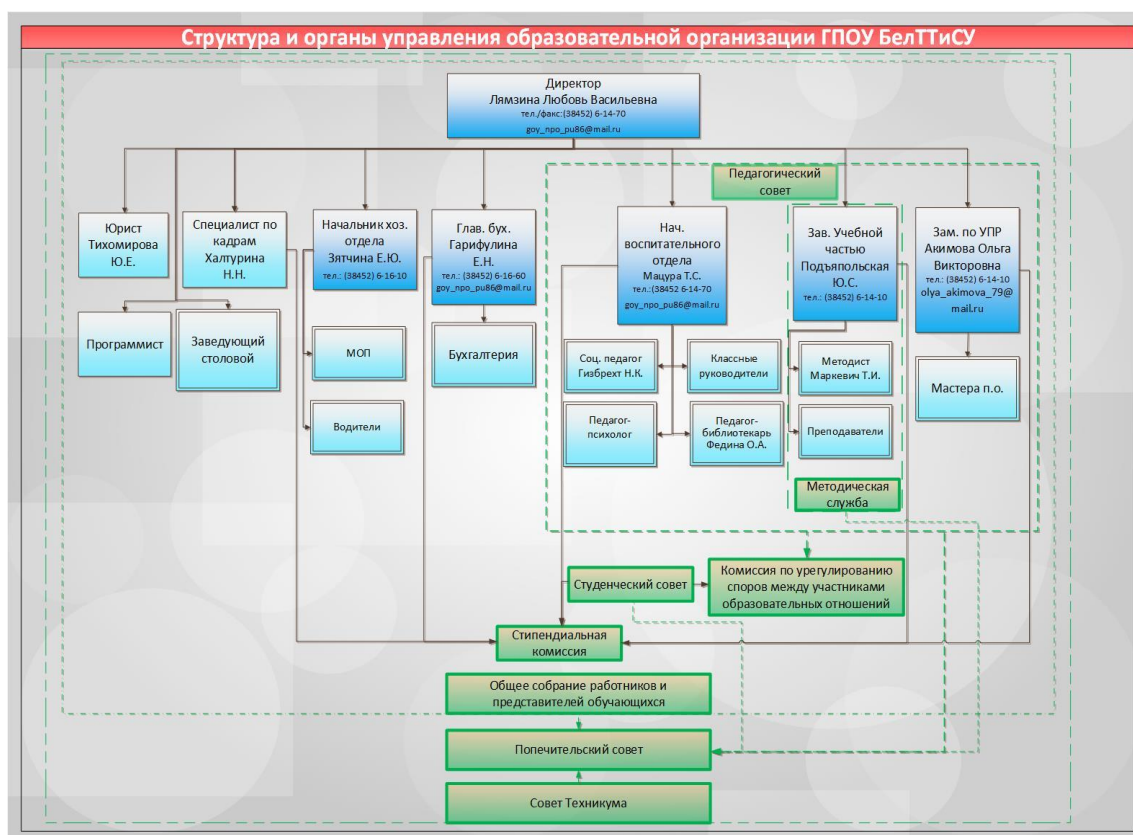 Структура и органы управления образовательной организации ГПОУ БелТТиСУ
Директор
Лямзина Любовь Васильевна
тел./факс:(38452) 6-14-70
goy_npo_pu86@mail.ru
Педагогический
совет
Юрист
Тихомирова
Ю.Е.
Специалист по
кадрам
Халтурина
Н.Н.
Начальник хоз.
отдела
Зятчина Е.Ю.
тел.: (38452) 6-16-10
Глав. бух.
Гарифулина
Е.Н.
тел.: (38452) 6-16-60
goy_npo_pu86@mail.ru
Нач.
воспитательного
отдела
Мацура Т.С.
тел.:(38452 6-14-70
goy_npo_pu86@mail.ru
Зав. Учебной
частью
Подъяпольская
Ю.С.
тел.: (38452) 6-14-10
Зам. по УПР
Акимова Ольга
Викторовна
тел.: (38452) 6-14-10
olya_akimova_79@
mail.ru
Программист
Заведующий
столовой
МОП
Водители
Бухгалтерия
Соц. педагог
Гизбрехт Н.К.
Классные
руководители
Педагог-
психолог
Педагог-
библиотекарь
Федина О.А.
Методист
Маркевич Т.И.
Преподаватели
Мастера п.о.
Методическая
служба
Студенческий совет
Комиссия по урегулированию
споров между участниками
образовательных отношений
Стипендиальная
комиссия
Общее собрание работников и
представителей обучающихся
Попечительский совет
Совет Техникума